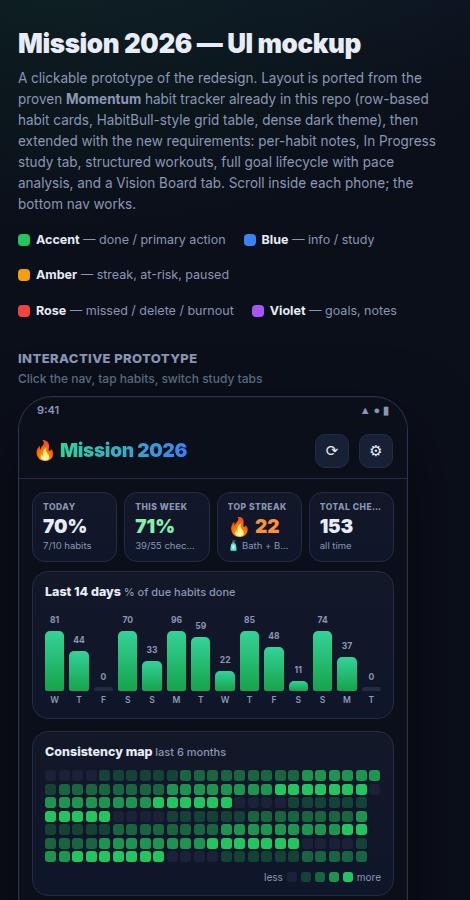 Mission 2026 — UI mockup
A clickable prototype of the redesign. Layout is ported from the
proven Momentum habit tracker already in this repo (row-based
habit cards, HabitBull-style grid table, dense dark theme), then
extended with the new requirements: per-habit notes, In Progress
study tab, structured workouts, full goal lifecycle with pace
analysis, and a Vision Board tab. Scroll inside each phone; the
bottom nav works.
Accent — done / primary action Blue — info / study
Amber — streak, at-risk, paused
Rose — missed / delete / burnout Violet — goals, notes
INTERACTIVE PROTOTYPE
Click the nav, tap habits, switch study tabs
9:41
🔥 Mission 2026
TODAY THIS WEEK TOP STREAK TOTAL CHE...
70% 71% 🔥 22 153
7/10 habits 39/55 chec... 🧴 Bath + B... all time
Last 14 days % of due habits done
81 44 0 70 33 96 59 22 85 48 11 74 37 0
W T F S S M T W T F S S M T
Consistency map last 6 months
less more